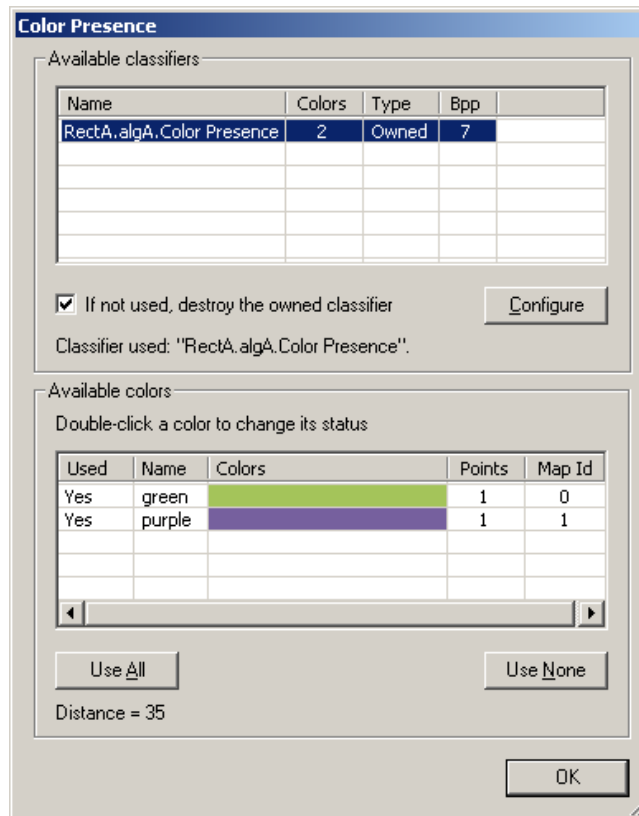 Color Presence
Available classifiers
Name Colors Type Bpp
RectA.algA.Color Presence 2 Owned 7
If not used, destroy the owned classifier Configure
Classifier used: "RectA.algA.Color Presence".
Available colors
Double-click a color to change its status
Used Name Colors Points Map Id
Yes green 1 0
Yes purple 1 1
Use All Use None
Distance = 35
OK